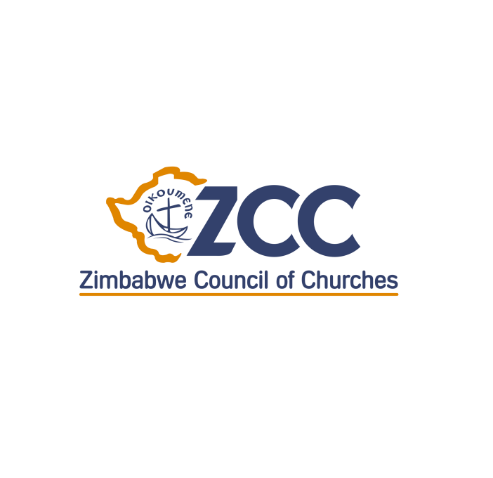 OIKOUMENE
ZCC
Zimbabwe Council of Churches